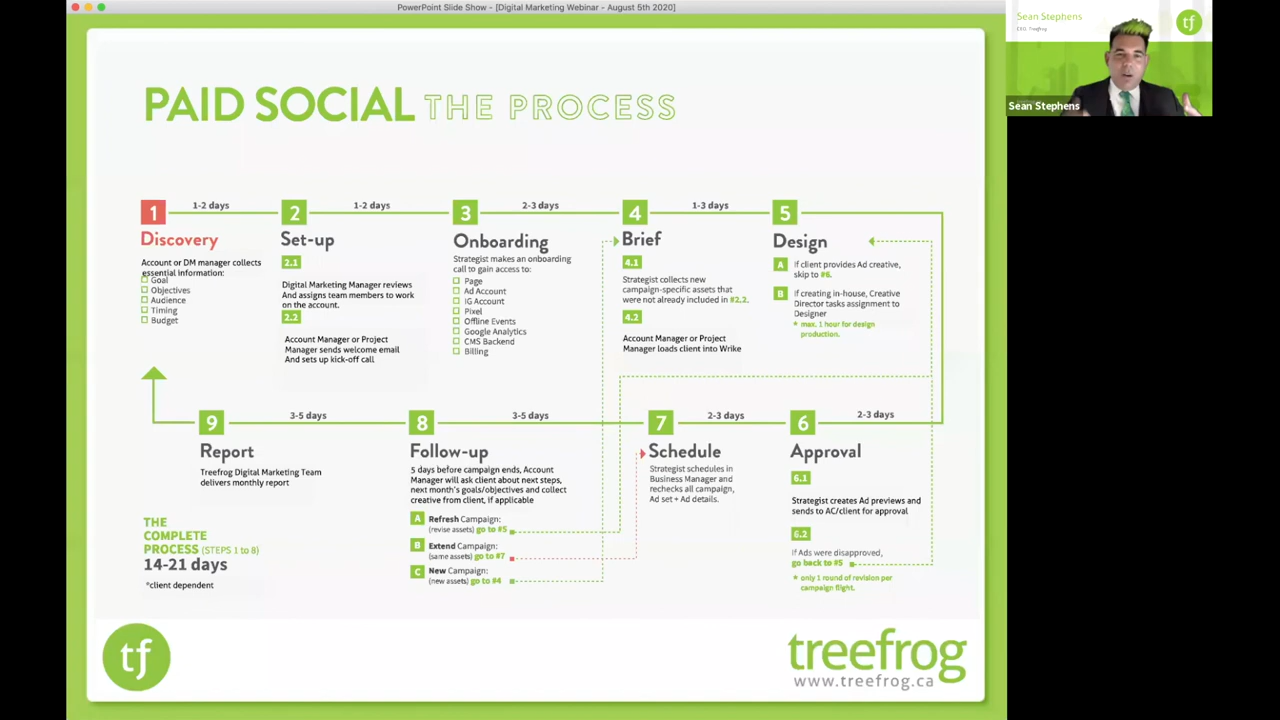 PowerPoint Slide Show - [Digital Marketing Webinar - August 5th 2020]
Sean Stephens
CEO, Treefrog
tf
Sean Stephens
PAID SOCIAL THE PROCESS
1
1-2 days
2
1-2 days
3
2-3 days
4
1-3 days
5
Discovery
Account or DM manager collects
essential information:
Goal
Objectives
Audience
Timing
Budget
Set-up
2.1
Digital Marketing Manager reviews
And assigns team members to work
on the account.
2.2
Account Manager or Project
Manager sends welcome email
And sets up kick-off call
Onboarding
Strategist makes an onboarding
call to gain access to:
Page
Ad Account
IG Account
Pixel
Offline Events
Google Analytics
CMS Backend
Billing
Brief
4.1
Strategist collects new
campaign-specific assets that
were not already included in #2.2.
4.2
Account Manager or Project
Manager loads client into Wrike
Design
A
If client provides Ad creative,
skip to #6.
B
If creating in-house, Creative
Director tasks assignment to
Designer
* max. 1 hour for design
production.
9
3-5 days
8
3-5 days
7
2-3 days
6
2-3 days
Report
Treefrog Digital Marketing Team
delivers monthly report
Follow-up
5 days before campaign ends, Account
Manager will ask client about next steps,
next month's goals/objectives and collect
creative from client, if applicable
A
Refresh Campaign:
(revise assets) go to #5
B
Extend Campaign:
(same assets) go to #7
C
New Campaign:
(new assets) go to #4
Schedule
Strategist schedules in
Business Manager and
rechecks all campaign,
Ad set + Ad details.
Approval
6.1
Strategist creates Ad previews and
sends to AC/client for approval
6.2
If Ads were disapproved,
go back to #5
* only 1 round of revision per
campaign flight.
THE
COMPLETE
PROCESS (STEPS 1 to 8)
14-21 days
*client dependent
tf
treefrog
www.treefrog.ca